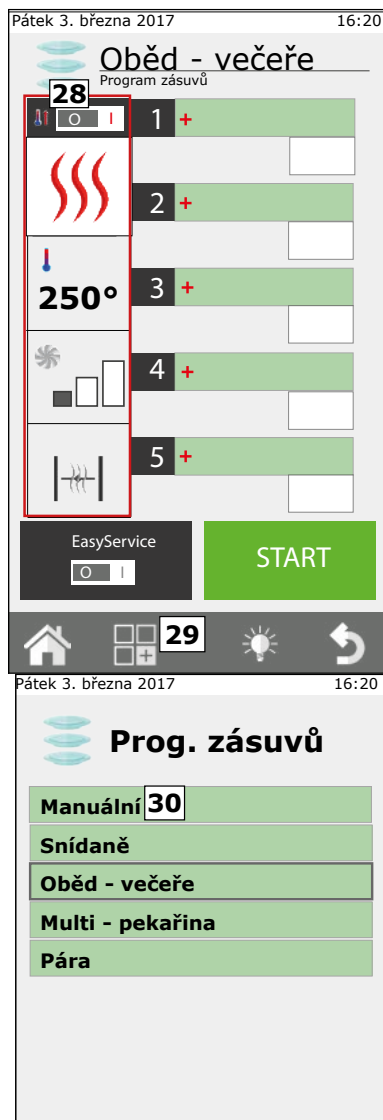 Pátek 3. března 2017 16:20
Oběd - večeře
Program zásuvů
28
O I 1 +
2 +
250° 3 +
4 +
5 +
EasyService
O I
START
29
Pátek 3. března 2017 16:20
Prog. zásuvů
Manuální 30
Snídaně
Oběd - večeře
Multi - pekařina
Pára